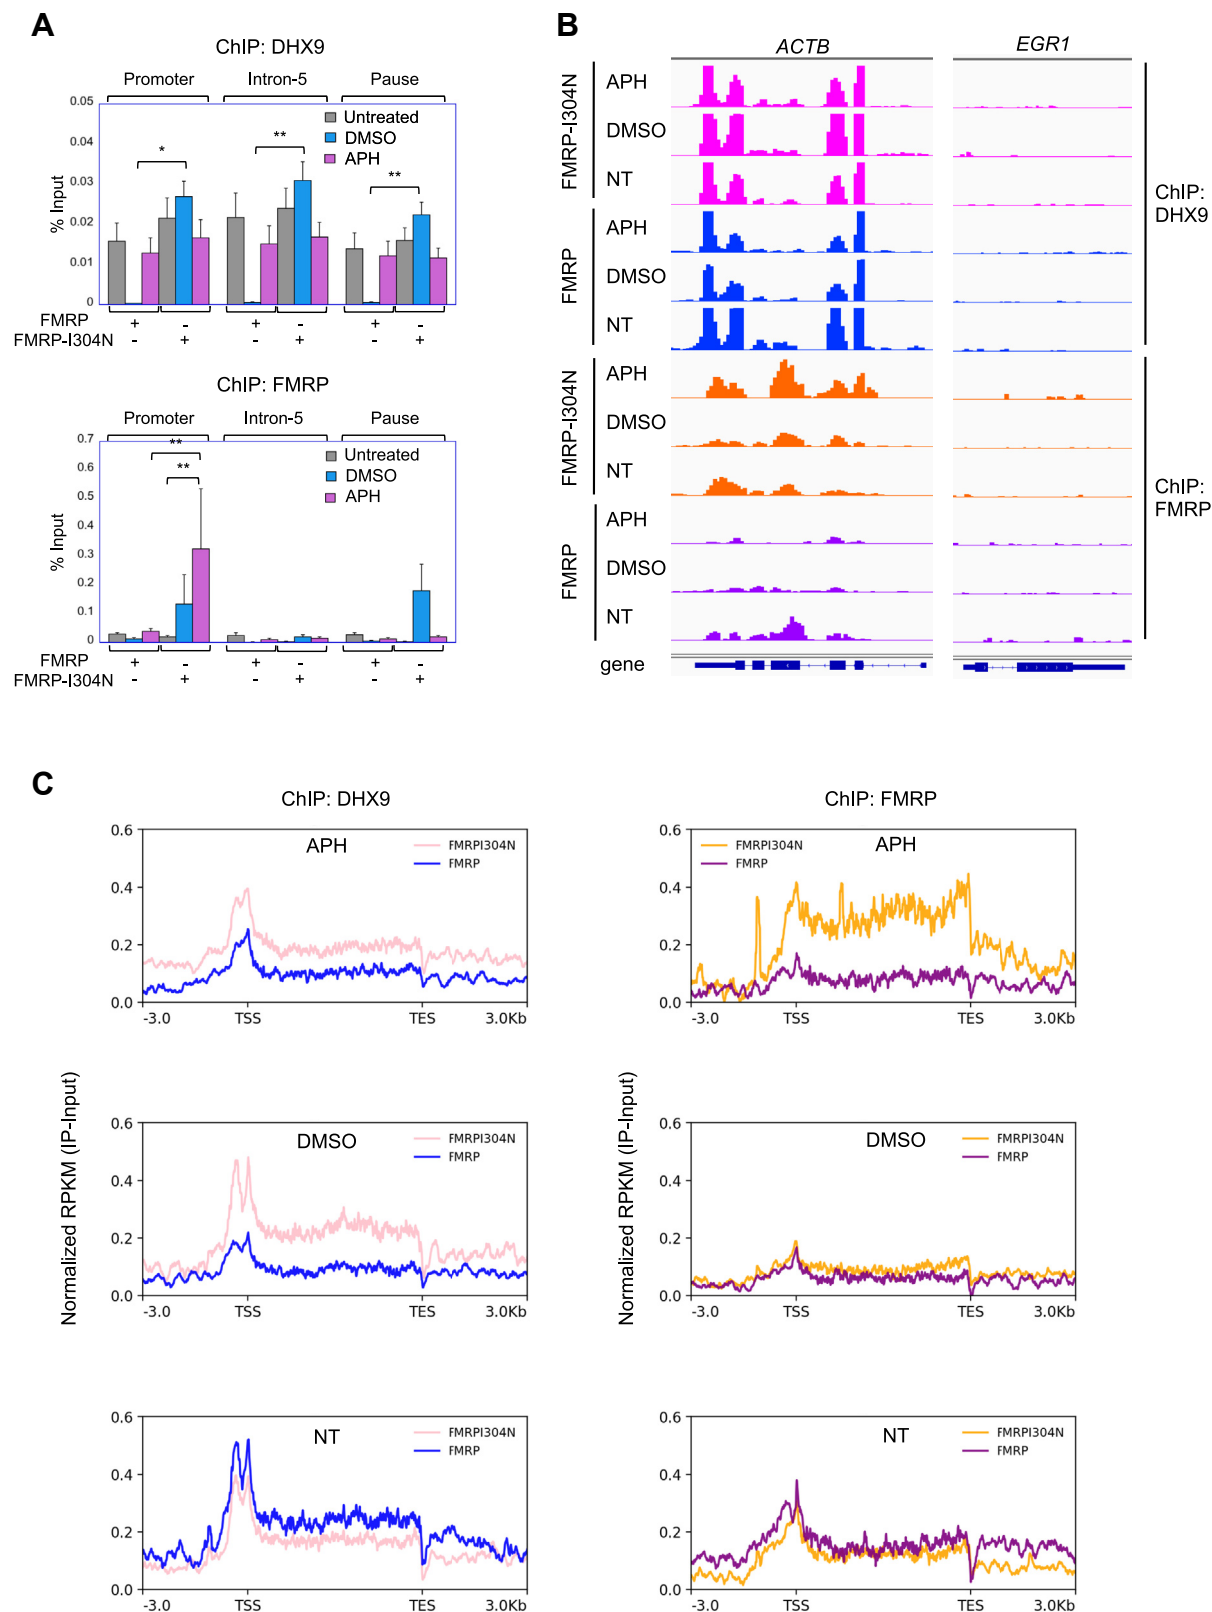 A
ChIP: DHX9
Promoter Intron-5 Pause
0.05
0.04
0.03
0.02
0.01
0
% Input
Untreated
DMSO
APH
* ** **
FMRP + - + - + -
FMRP-I304N - + - + - +
ChIP: FMRP
Promoter Intron-5 Pause
0.7
0.6
0.5
0.4
0.3
0.2
0.1
0
% Input
Untreated
DMSO
APH
**
**
FMRP + - + - + -
FMRP-I304N - + - + - +
B
ACTB EGR1
FMRP-I304N
APH
DMSO
NT
FMRP
APH
DMSO
NT
ChIP:
DHX9
FMRP-I304N
APH
DMSO
NT
FMRP
APH
DMSO
NT
ChIP:
FMRP
gene
C
ChIP: DHX9
Normalized RPKM (IP-Input)
APH
FMRPI304N
FMRP
0.6
0.4
0.2
0.0
-3.0 TSS TES 3.0Kb
DMSO
FMRPI304N
FMRP
0.6
0.4
0.2
0.0
-3.0 TSS TES 3.0Kb
NT
FMRPI304N
FMRP
0.6
0.4
0.2
0.0
-3.0 TSS TES 3.0Kb
ChIP: FMRP
Normalized RPKM (IP-Input)
FMRPI304N
FMRP
APH
0.6
0.4
0.2
0.0
-3.0 TSS TES 3.0Kb
DMSO
FMRPI304N
FMRP
0.6
0.4
0.2
0.0
-3.0 TSS TES 3.0Kb
NT
FMRPI304N
FMRP
0.6
0.4
0.2
0.0
-3.0 TSS TES 3.0Kb